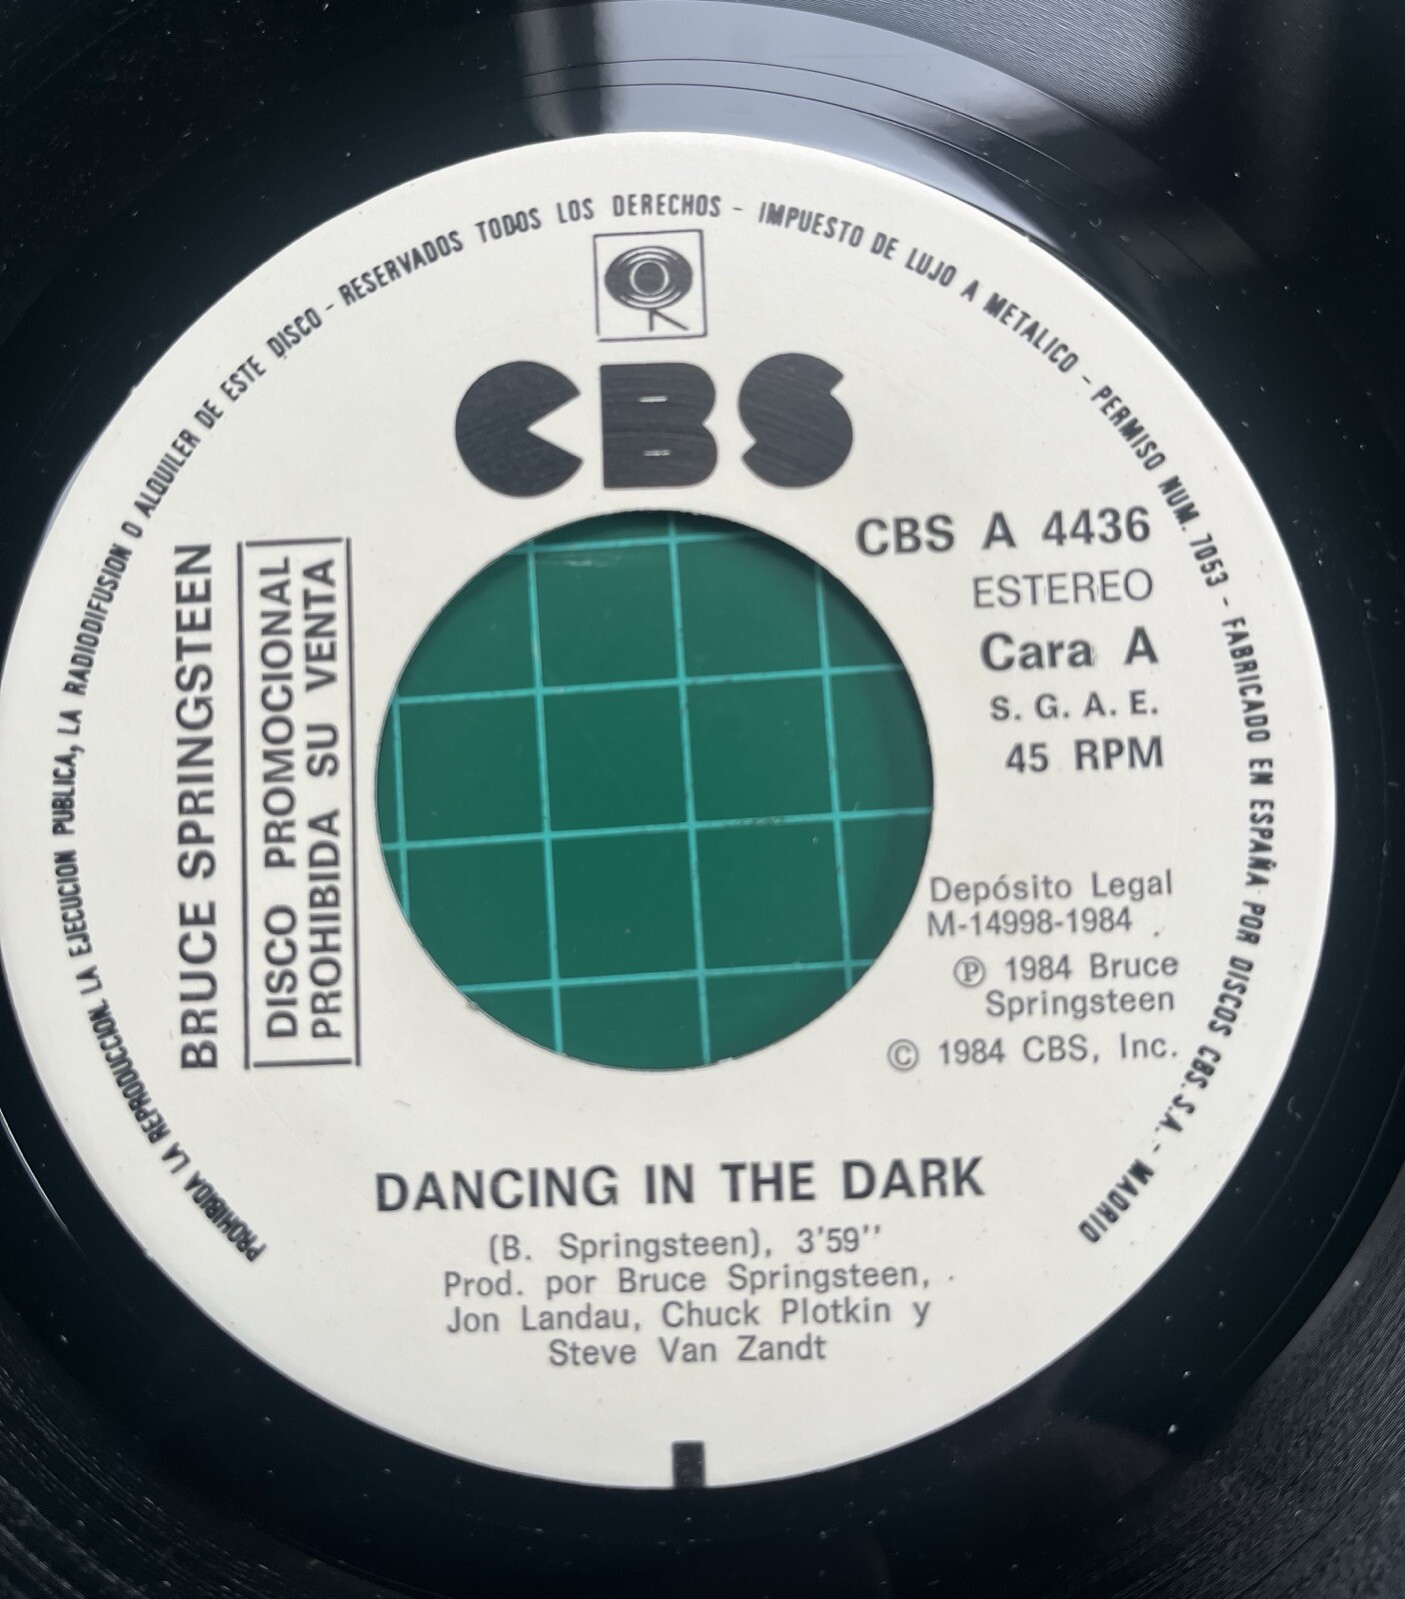 PROHIBIDA LA REPRODUCCION, LA EJECUCION PUBLICA, LA RADIODIFUSION O ALQUILER DE ESTE DISCO - RESERVADOS TODOS LOS DERECHOS - IMPUESTO DE LUJO A METALICO - PERMISO NUM. 7053 - FABRICADO EN ESPAÑA POR DISCOS CBS. S.A. - MADRID
CBS
BRUCE SPRINGSTEEN
DISCO PROMOCIONAL
PROHIBIDA SU VENTA
CBS A 4436
ESTEREO
Cara A
S. G. A. E.
45 RPM
Depósito Legal
M-14998-1984
Ⓟ 1984 Bruce
Springsteen
© 1984 CBS, Inc.
DANCING IN THE DARK
(B. Springsteen), 3'59''
Prod. por Bruce Springsteen,
Jon Landau, Chuck Plotkin y
Steve Van Zandt